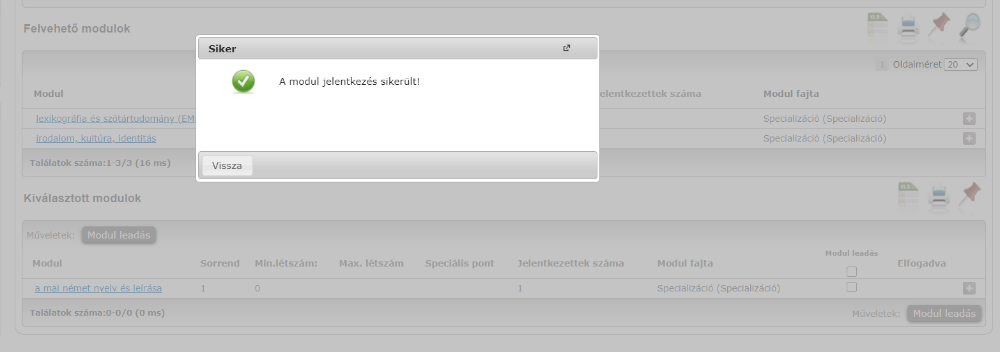 Felvehető modulok
XLS
Siker
A modul jelentkezés sikerült!
Vissza
1 Oldalméret 20
Modul elentkezettek száma Modul fajta
lexikográfia és szótártudomány (EM Specializáció (Specializáció)
irodalom, kultúra, identitás Specializáció (Specializáció)
Találatok száma:1-3/3 (16 ms)
Kiválasztott modulok
XLS
Műveletek: Modul leadás
Modul Sorrend Min.létszám: Max. létszám Speciális pont Jelentkezettek száma Modul fajta Modul leadás Elfogadva
a mai német nyelv és leírása 1 0 1 Specializáció (Specializáció)
Találatok száma:0-0/0 (0 ms) Műveletek: Modul leadás